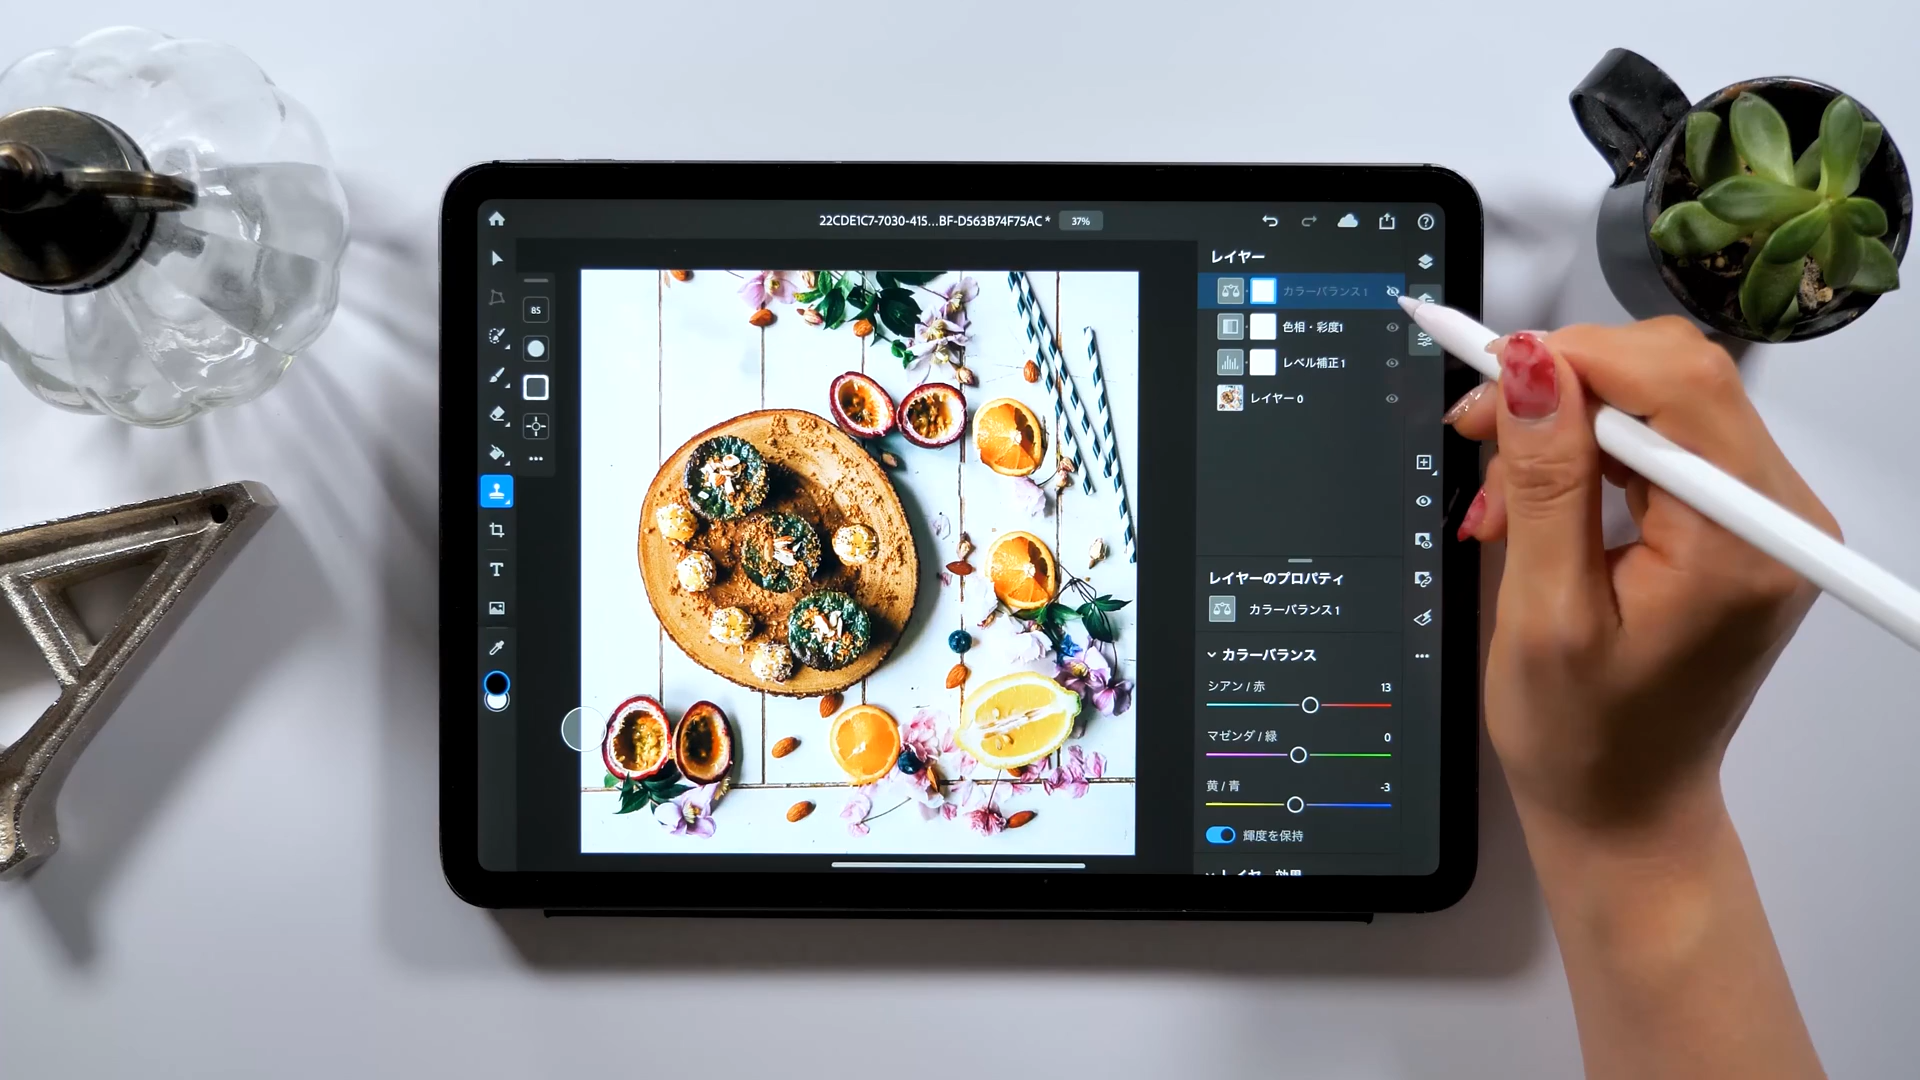 22CDE1C7-7030-415...BF-D563B74F75AC *
37%
レイヤー
カラーバランス 1
色相・彩度1
レベル補正 1
レイヤー 0
85
T
レイヤーのプロパティ
カラーバランス 1
カラーバランス
シアン / 赤
13
マゼンダ / 緑
0
黄 / 青
-3
輝度を保持
A